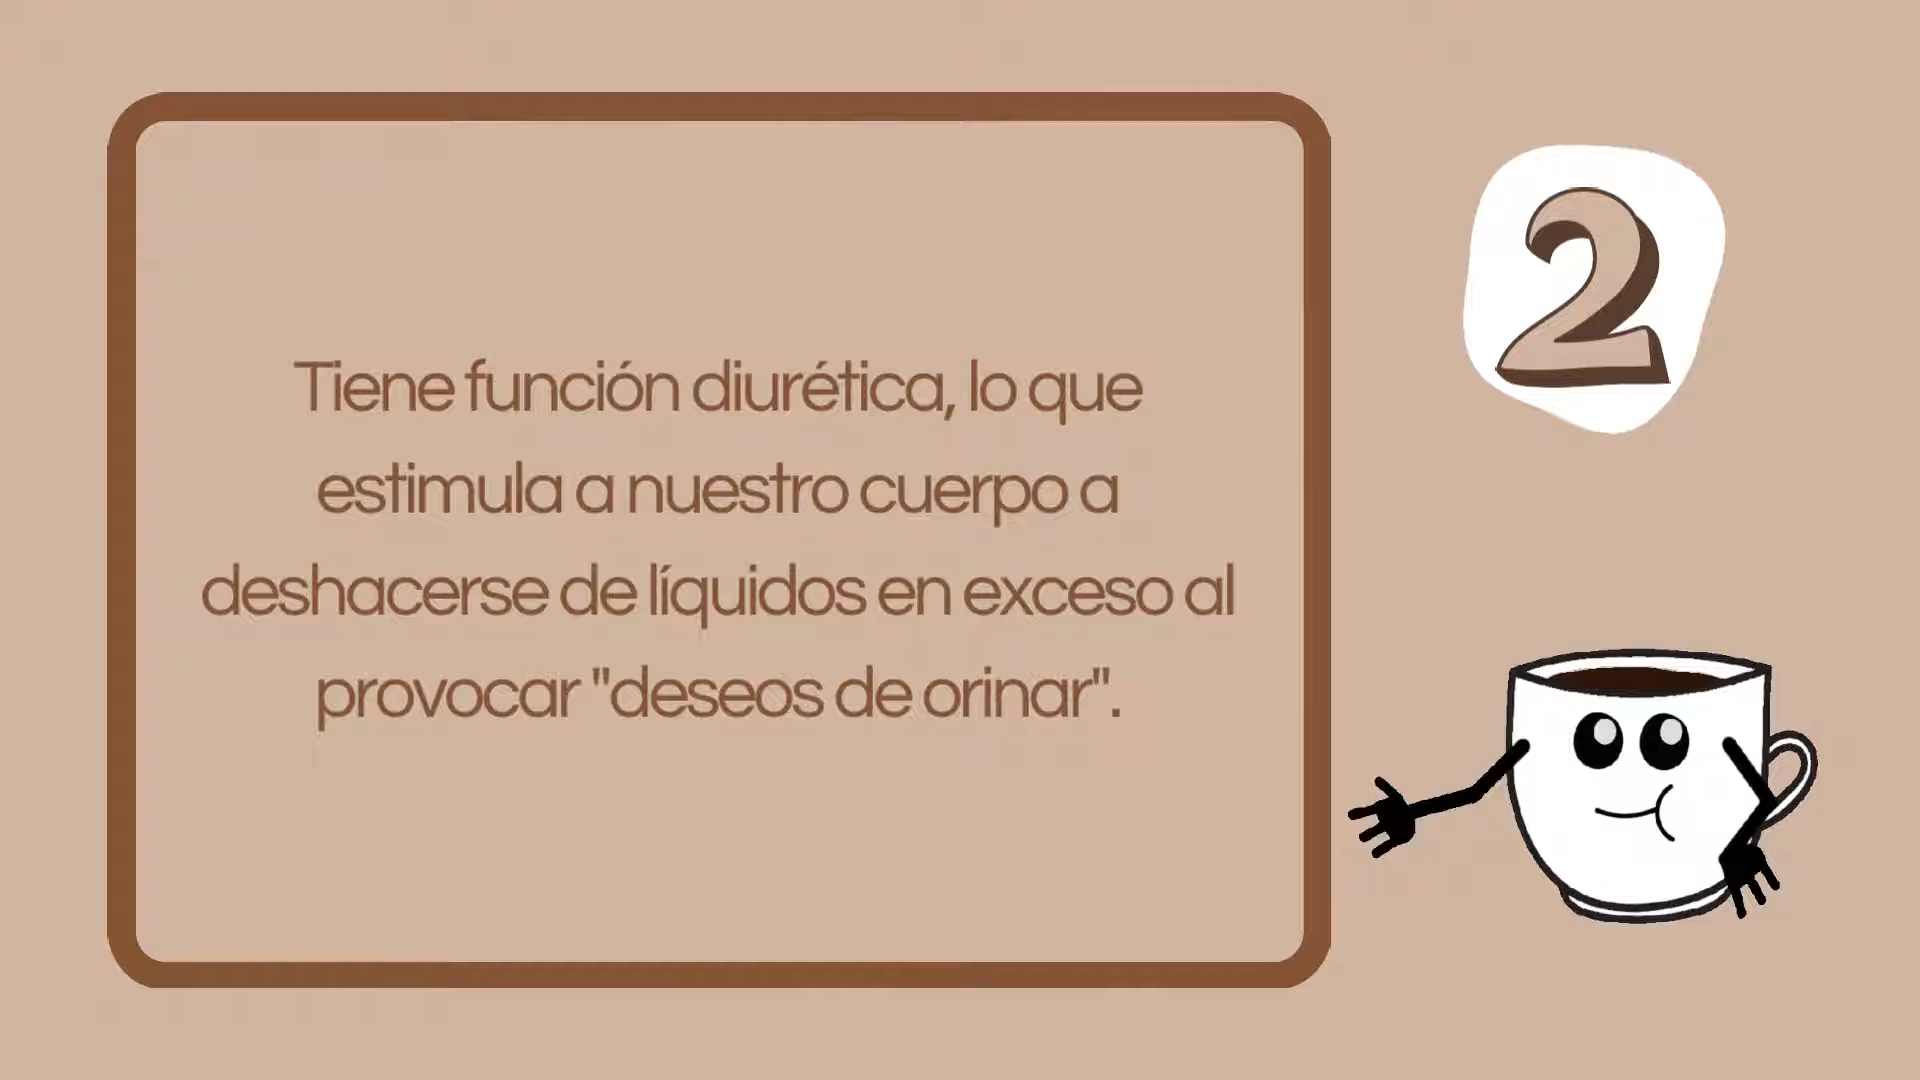 Tiene función diurética, lo que
estimula a nuestro cuerpo a
deshacerse de líquidos en exceso al
provocar "deseos de orinar".
2